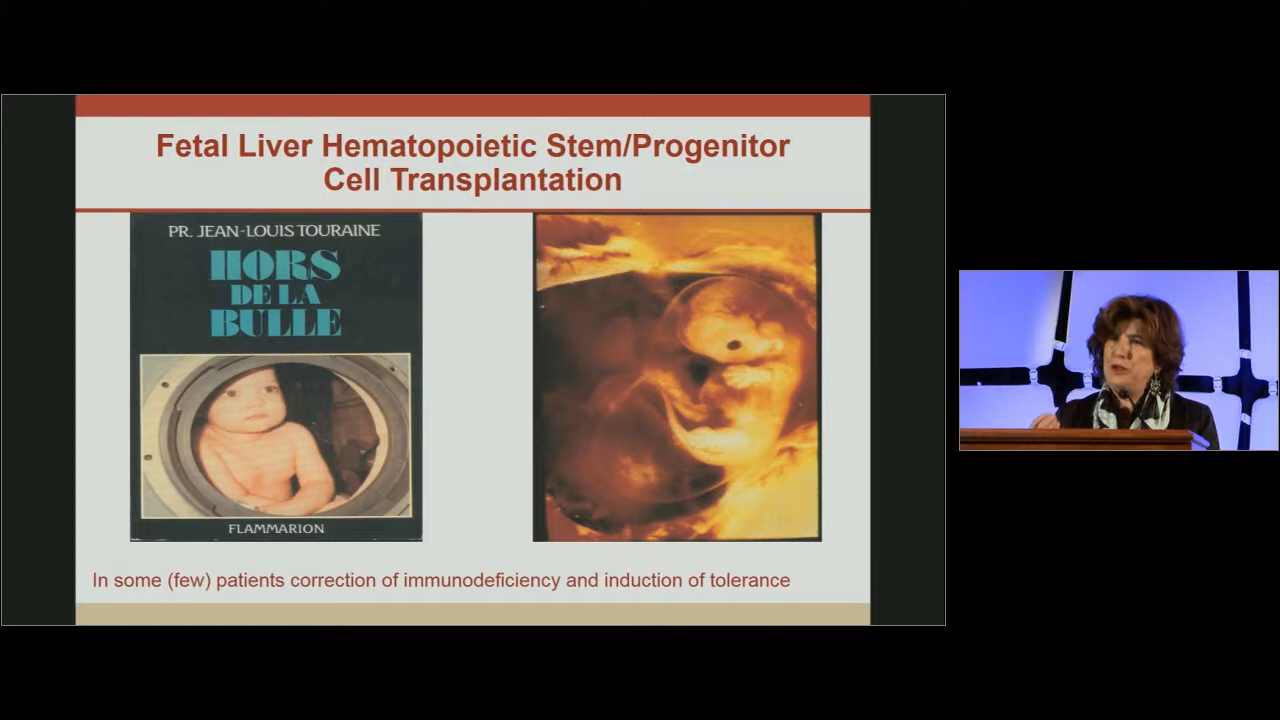 Fetal Liver Hematopoietic Stem/Progenitor
Cell Transplantation
PR. JEAN-LOUIS TOURAINE
HORS
DE LA
BULLE
FLAMMARION
In some (few) patients correction of immunodeficiency and induction of tolerance